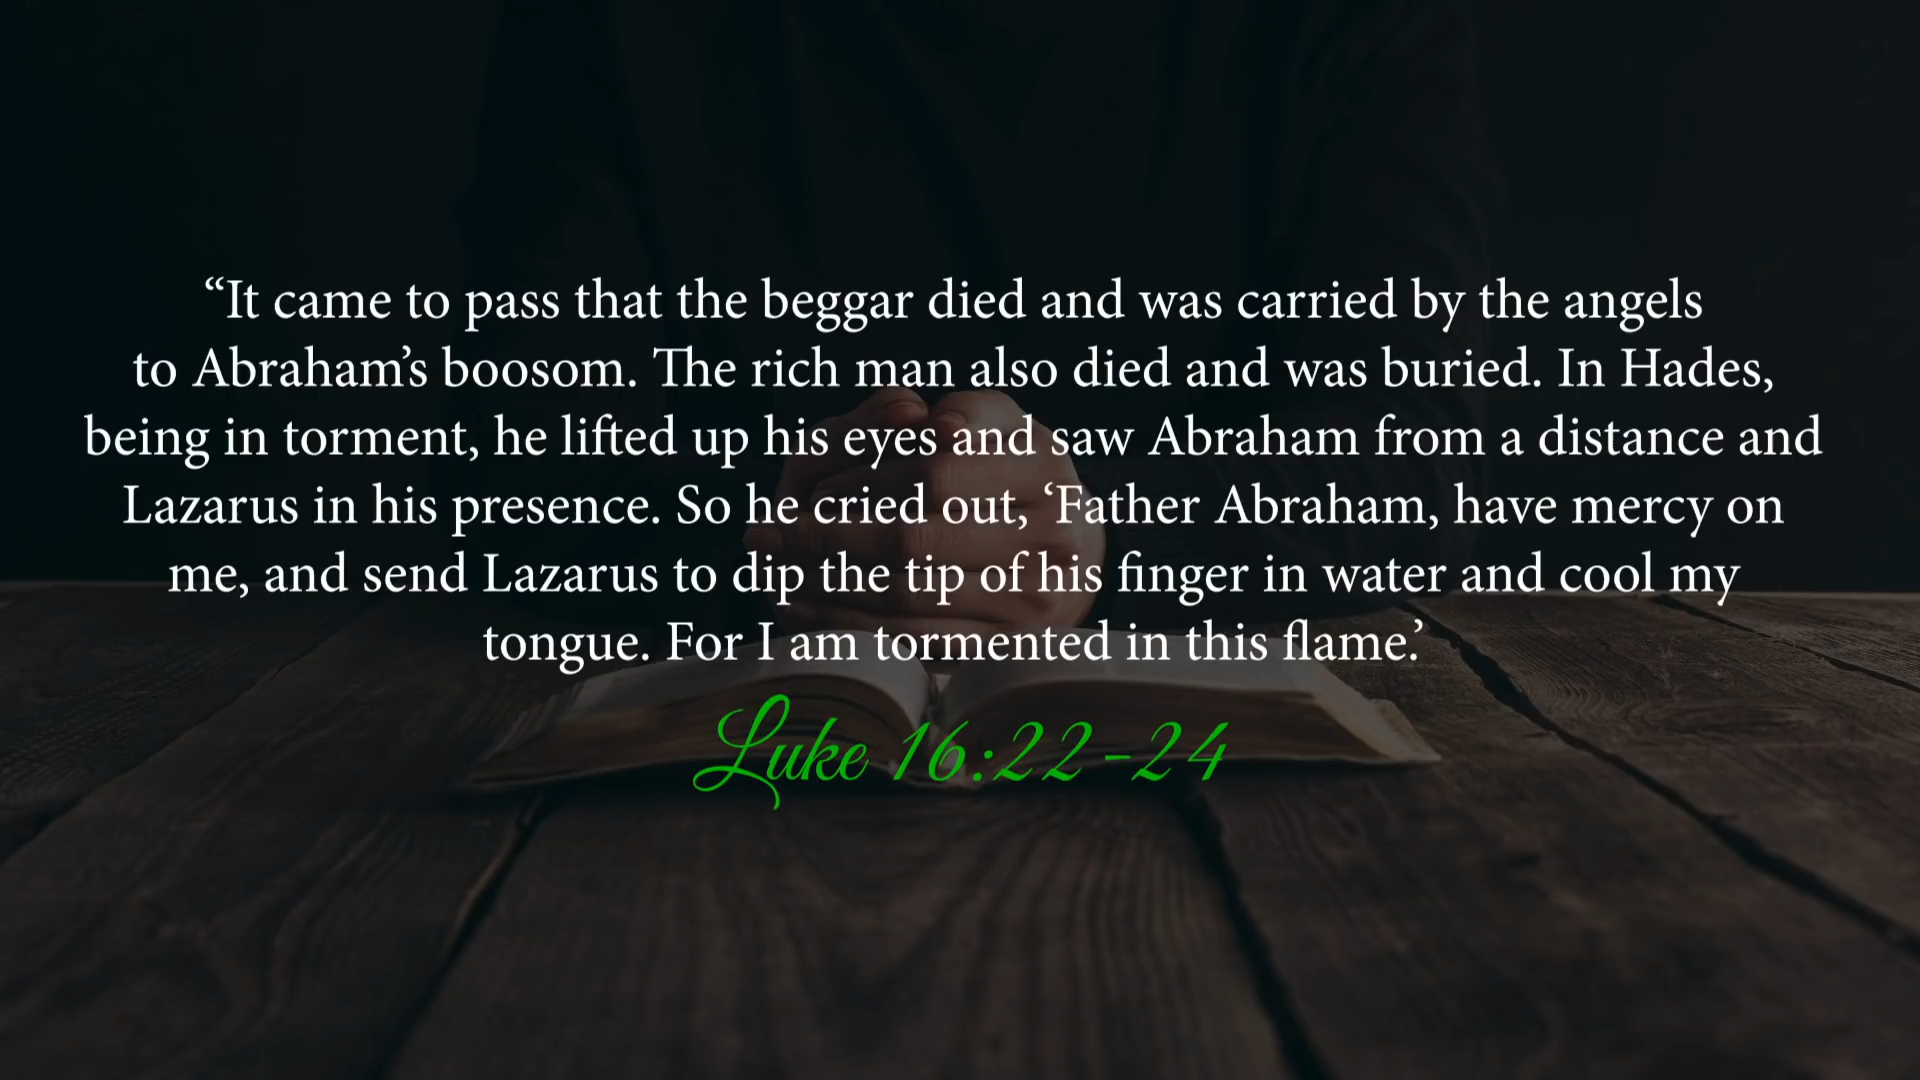 “It came to pass that the beggar died and was carried by the angels
to Abraham’s boosom. The rich man also died and was buried. In Hades,
being in torment, he lifted up his eyes and saw Abraham from a distance and
Lazarus in his presence. So he cried out, ‘Father Abraham, have mercy on
me, and send Lazarus to dip the tip of his finger in water and cool my
tongue. For I am tormented in this flame.’
Luke 16:22-24